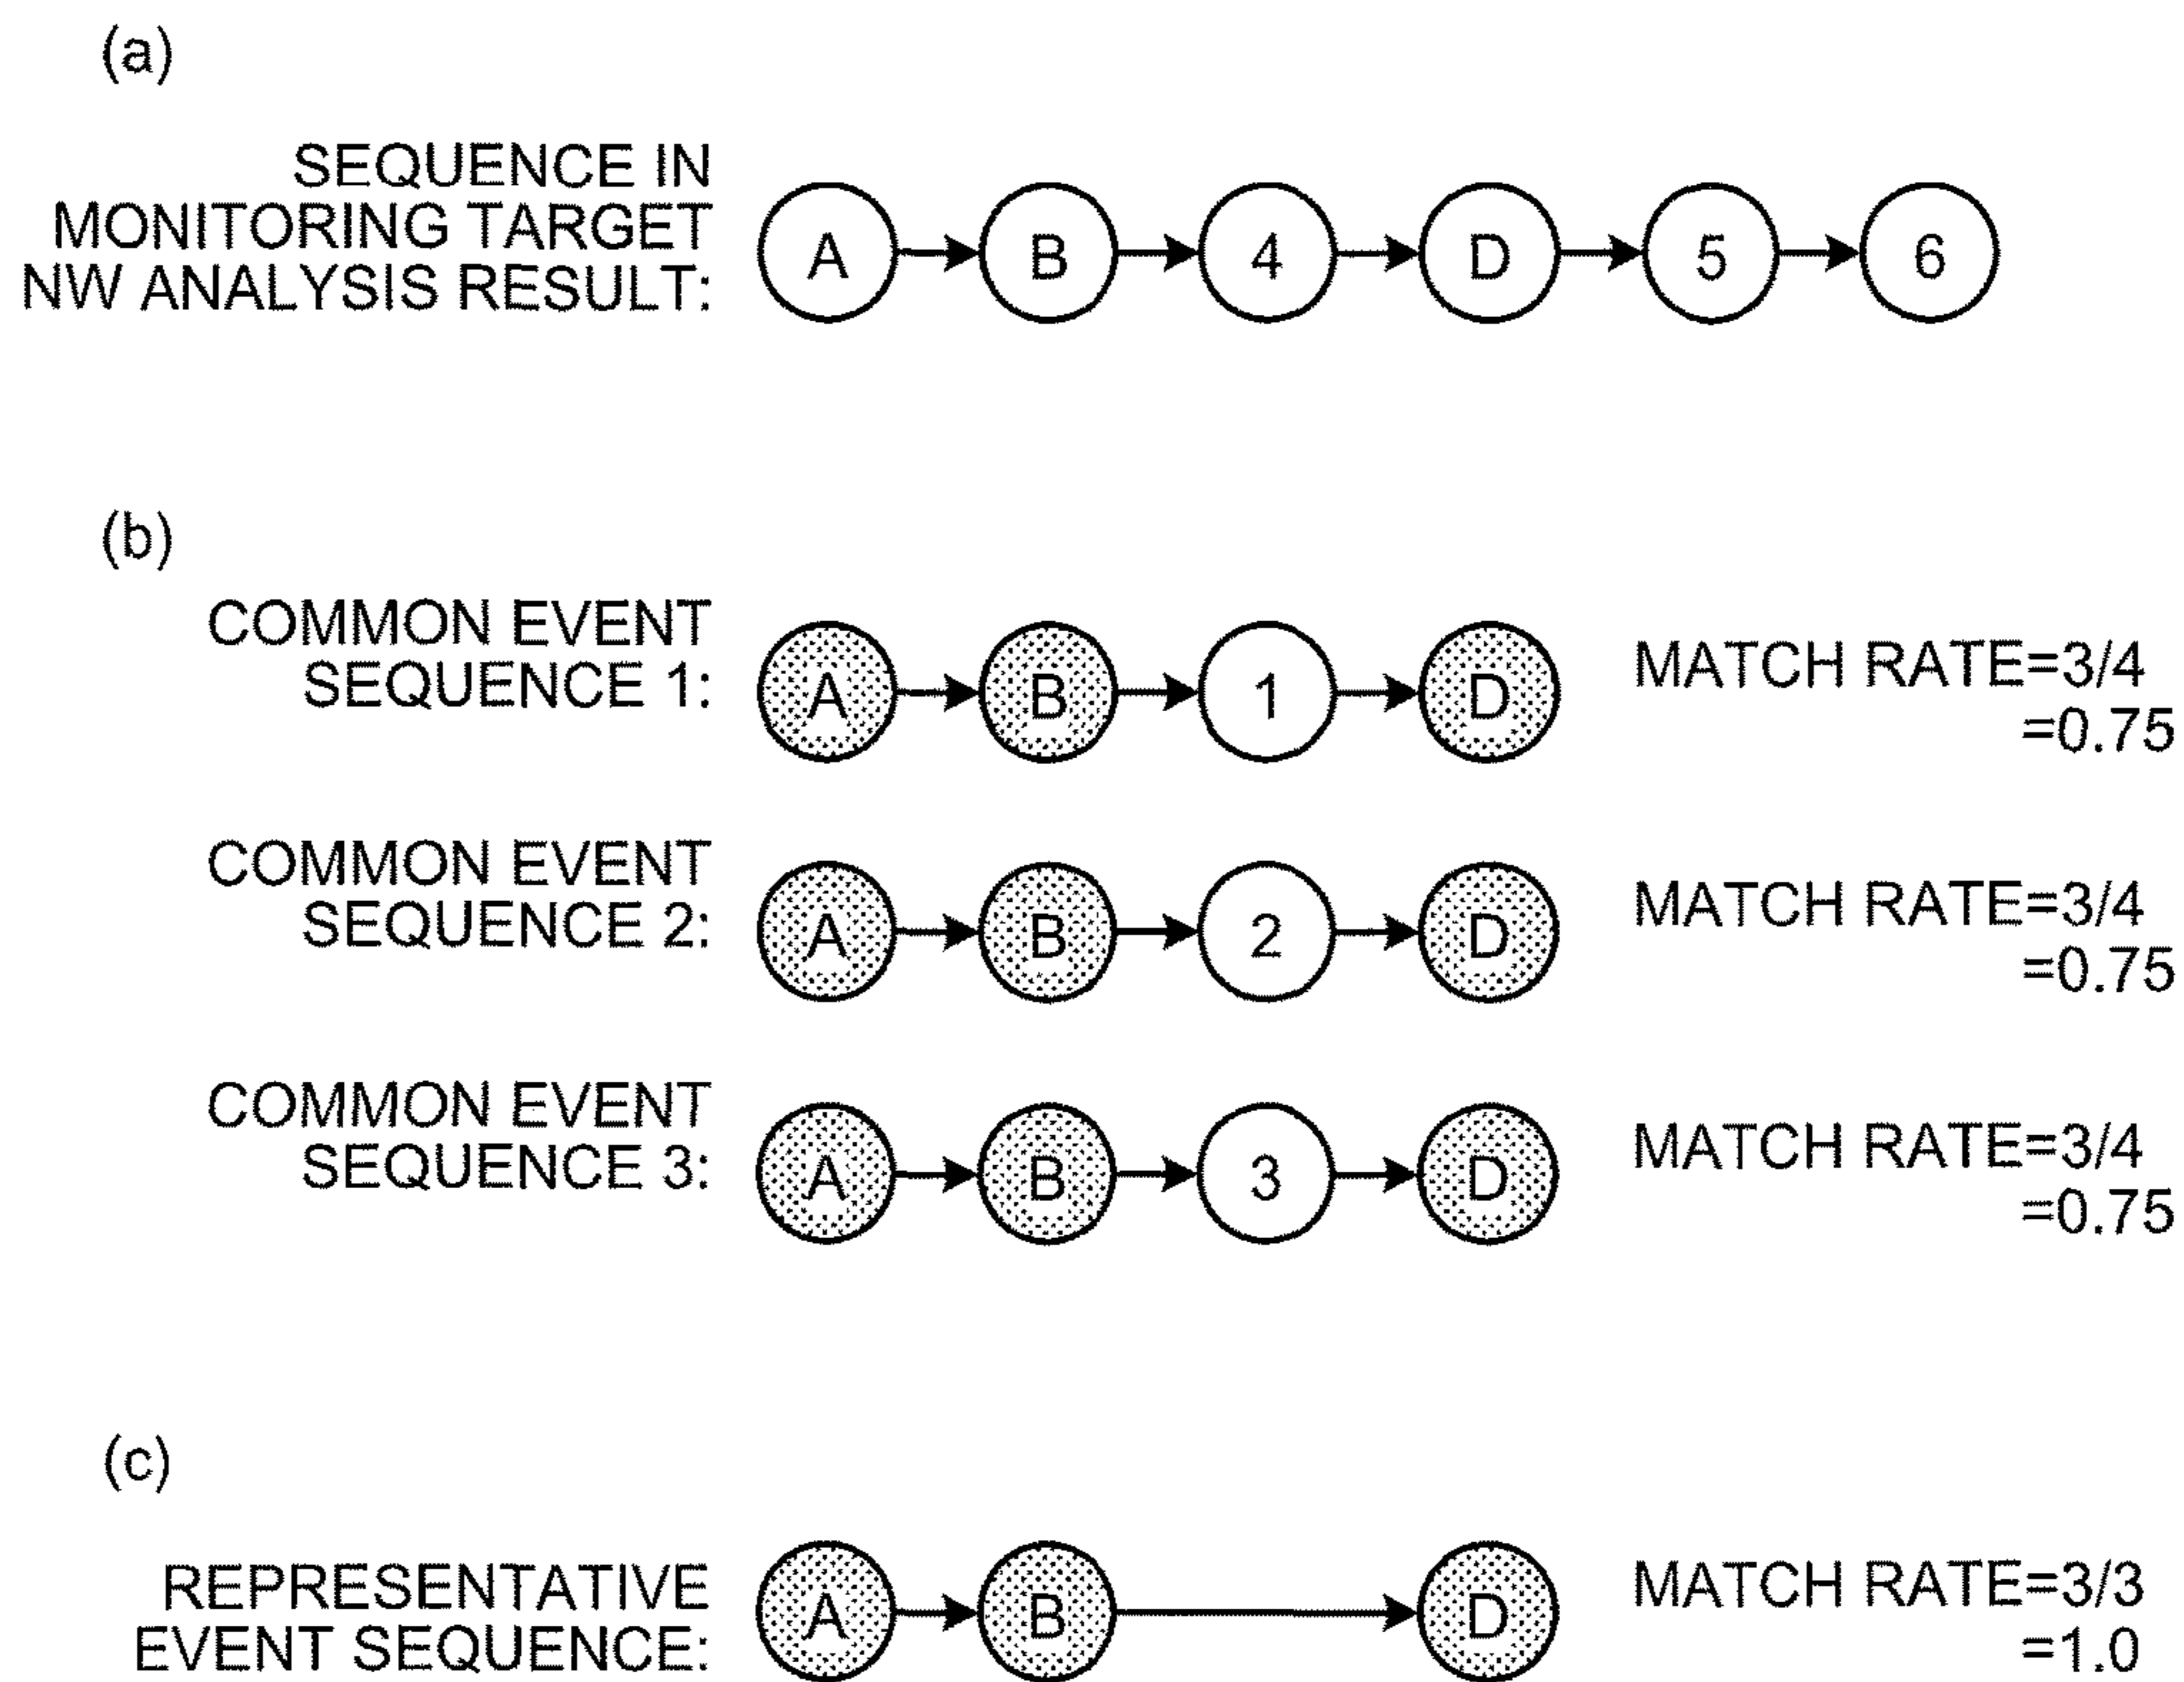 (a)
SEQUENCE IN
MONITORING TARGET
NW ANALYSIS RESULT:
A B 4 D 5 6
(b)
COMMON EVENT
SEQUENCE 1:
A B 1 D
MATCH RATE=3/4
=0.75
COMMON EVENT
SEQUENCE 2:
A B 2 D
MATCH RATE=3/4
=0.75
COMMON EVENT
SEQUENCE 3:
A B 3 D
MATCH RATE=3/4
=0.75
(c)
REPRESENTATIVE
EVENT SEQUENCE:
A B D
MATCH RATE=3/3
=1.0